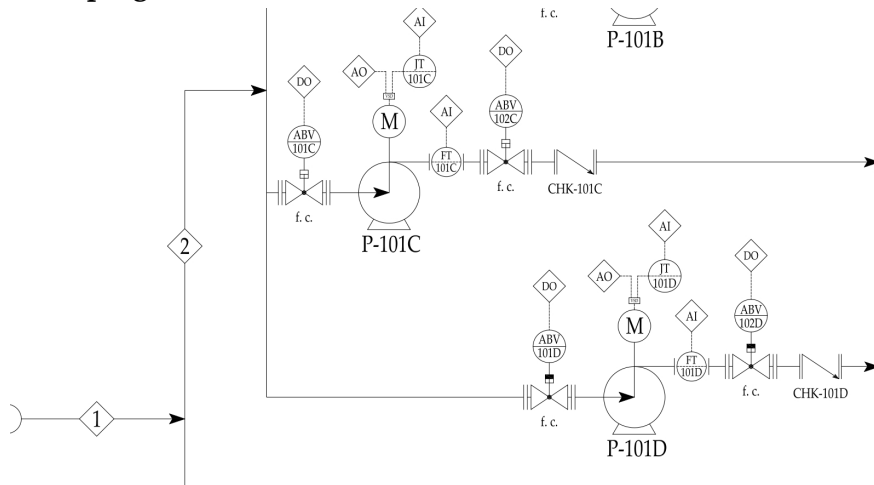 f. c.
P-101B
AI
AO
JT
101C
DO
DO
M
AI
ABV
102C
ABV
101C
FT
101C
CHK-101C
f. c.
f. c.
P-101C
2
AI
AO
JT
101D
DO
DO
M
AI
ABV
102D
ABV
101D
FT
101D
CHK-101D
f. c.
f. c.
P-101D
1